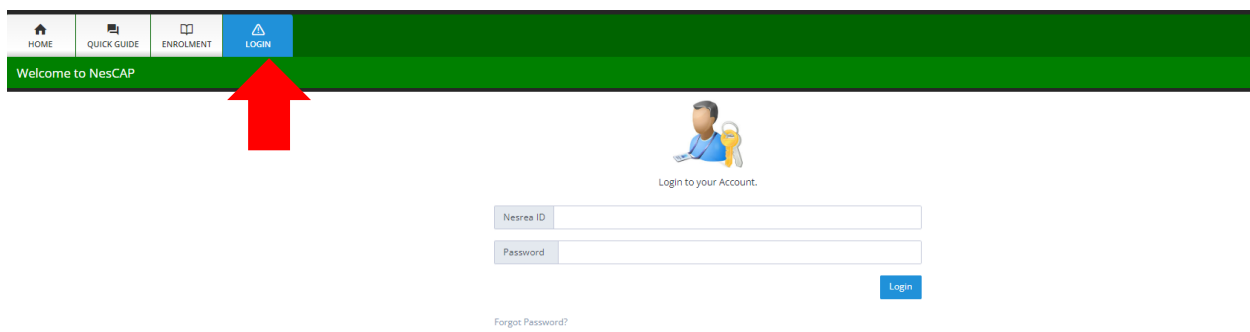 HOME QUICK GUIDE ENROLMENT LOGIN
Welcome to NesCAP
Login to your Account.
Nesrea ID
Password
Login
Forgot Password?